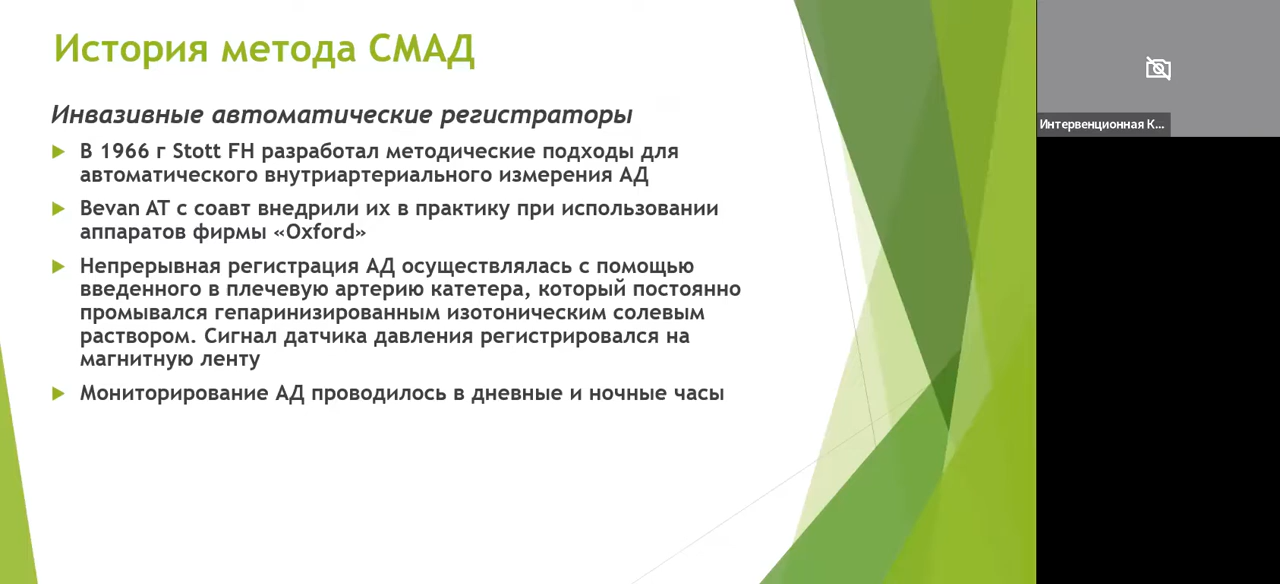 История метода СМАД
Инвазивные автоматические регистраторы
В 1966 г Stott FH разработал методические подходы для
автоматического внутриартериального измерения АД
Bevan AT с соавт внедрили их в практику при использовании
аппаратов фирмы «Oxford»
Непрерывная регистрация АД осуществлялась с помощью
введенного в плечевую артерию катетера, который постоянно
промывался гепаринизированным изотоническим солевым
раствором. Сигнал датчика давления регистрировался на
магнитную ленту
Мониторирование АД проводилось в дневные и ночные часы
Интервенционная К...